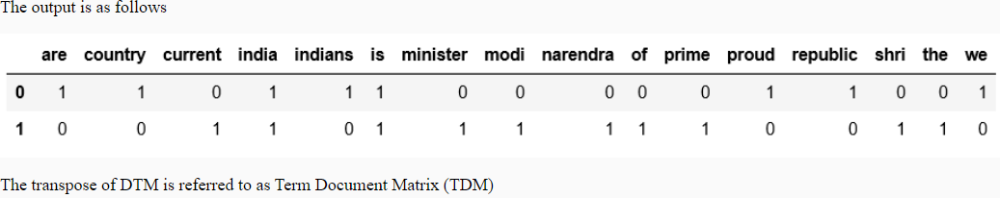 The output is as follows
are country current india indians is minister modi narendra of prime proud republic shri the we
0 1 1 0 1 1 1 0 0 0 0 0 1 1 0 0 1
1 0 0 1 1 0 1 1 1 1 1 1 0 0 1 1 0
The transpose of DTM is referred to as Term Document Matrix (TDM)